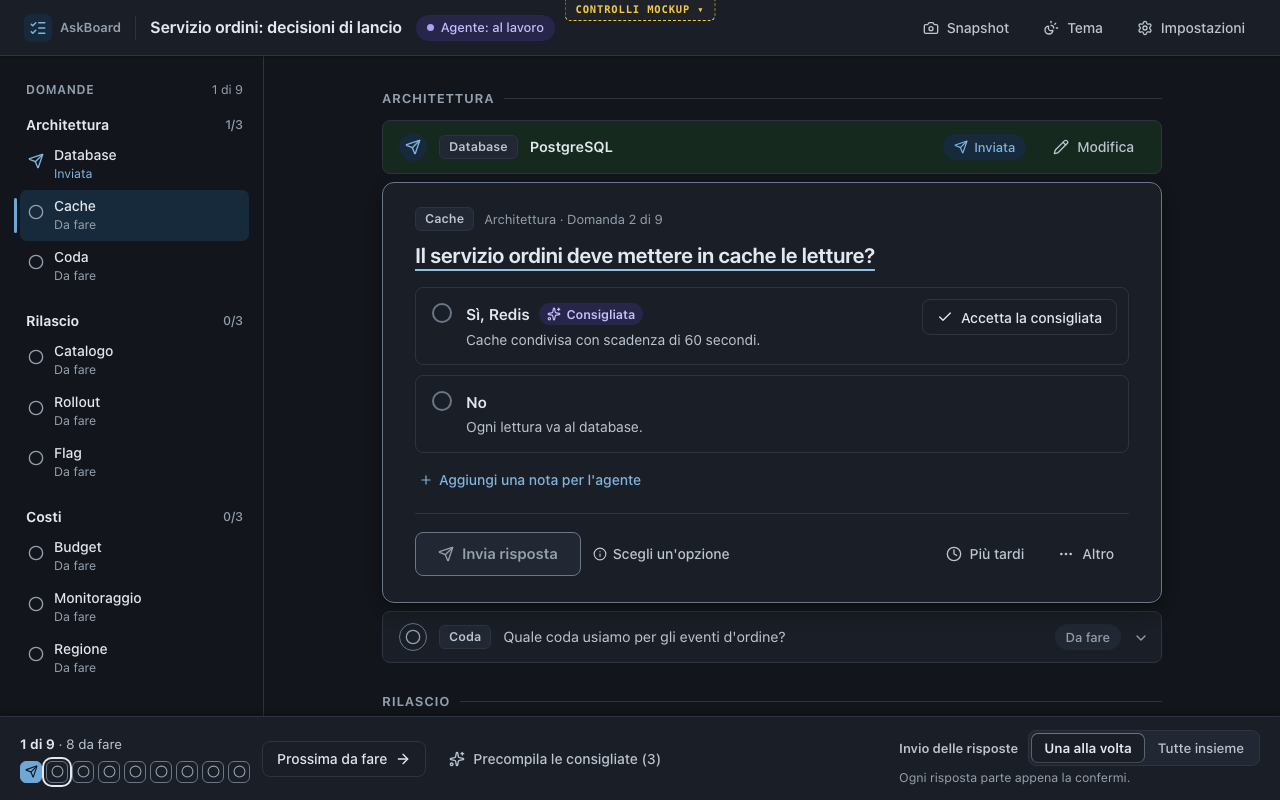 CONTROLLI MOCKUP ▾
AskBoard
Servizio ordini: decisioni di lancio
Agente: al lavoro
Snapshot
Tema
Impostazioni
DOMANDE
1 di 9
Architettura
1/3
Database
Inviata
Cache
Da fare
Coda
Da fare
Rilascio
0/3
Catalogo
Da fare
Rollout
Da fare
Flag
Da fare
Costi
0/3
Budget
Da fare
Monitoraggio
Da fare
Regione
Da fare
ARCHITETTURA
Database
PostgreSQL
Inviata
Modifica
Cache
Architettura · Domanda 2 di 9
Il servizio ordini deve mettere in cache le letture?
Sì, Redis
Consigliata
Accetta la consigliata
Cache condivisa con scadenza di 60 secondi.
No
Ogni lettura va al database.
+ Aggiungi una nota per l'agente
Invia risposta
Scegli un'opzione
Più tardi
··· Altro
Coda
Quale coda usiamo per gli eventi d'ordine?
Da fare
RILASCIO
1 di 9 · 8 da fare
Prossima da fare →
Precompila le consigliate (3)
Invio delle risposte
Una alla volta
Tutte insieme
Ogni risposta parte appena la confermi.